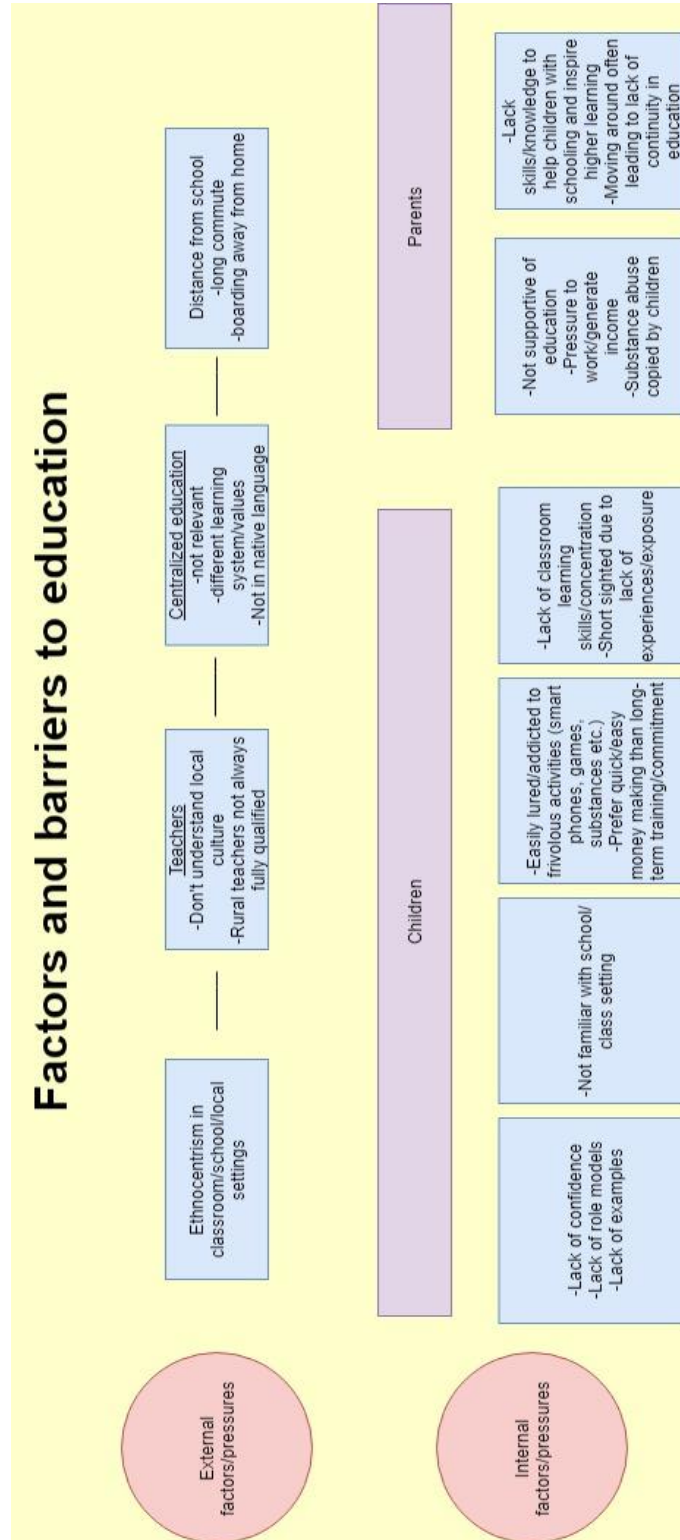 Factors and barriers to education
External
factors/pressures
Ethnocentrism in
classroom/school/local
settings
Teachers
-Don't understand local
culture
-Rural teachers not always
fully qualified
Centralized education
-not relevant
-different learning
system/values
-Not in native language
Distance from school
-long commute
-boarding away from home
Internal
factors/pressures
Children
-Lack of confidence
-Lack of role models
-Lack of examples
-Not familiar with school/
class setting
-Easily lured/addicted to
frivolous activities (smart
phones, games,
substances etc.)
-Prefer quick/easy
money making than long-
term training/commitment
-Lack of classroom
learning
skills/concentration
-Short sighted due to
lack of
experiences/exposure
Parents
-Not supportive of
education
-Pressure to
work/generate
income
-Substance abuse
copied by children
-Lack
skills/knowledge to
help children with
schooling and inspire
higher learning
-Moving around often
leading to lack of
continuity in
education